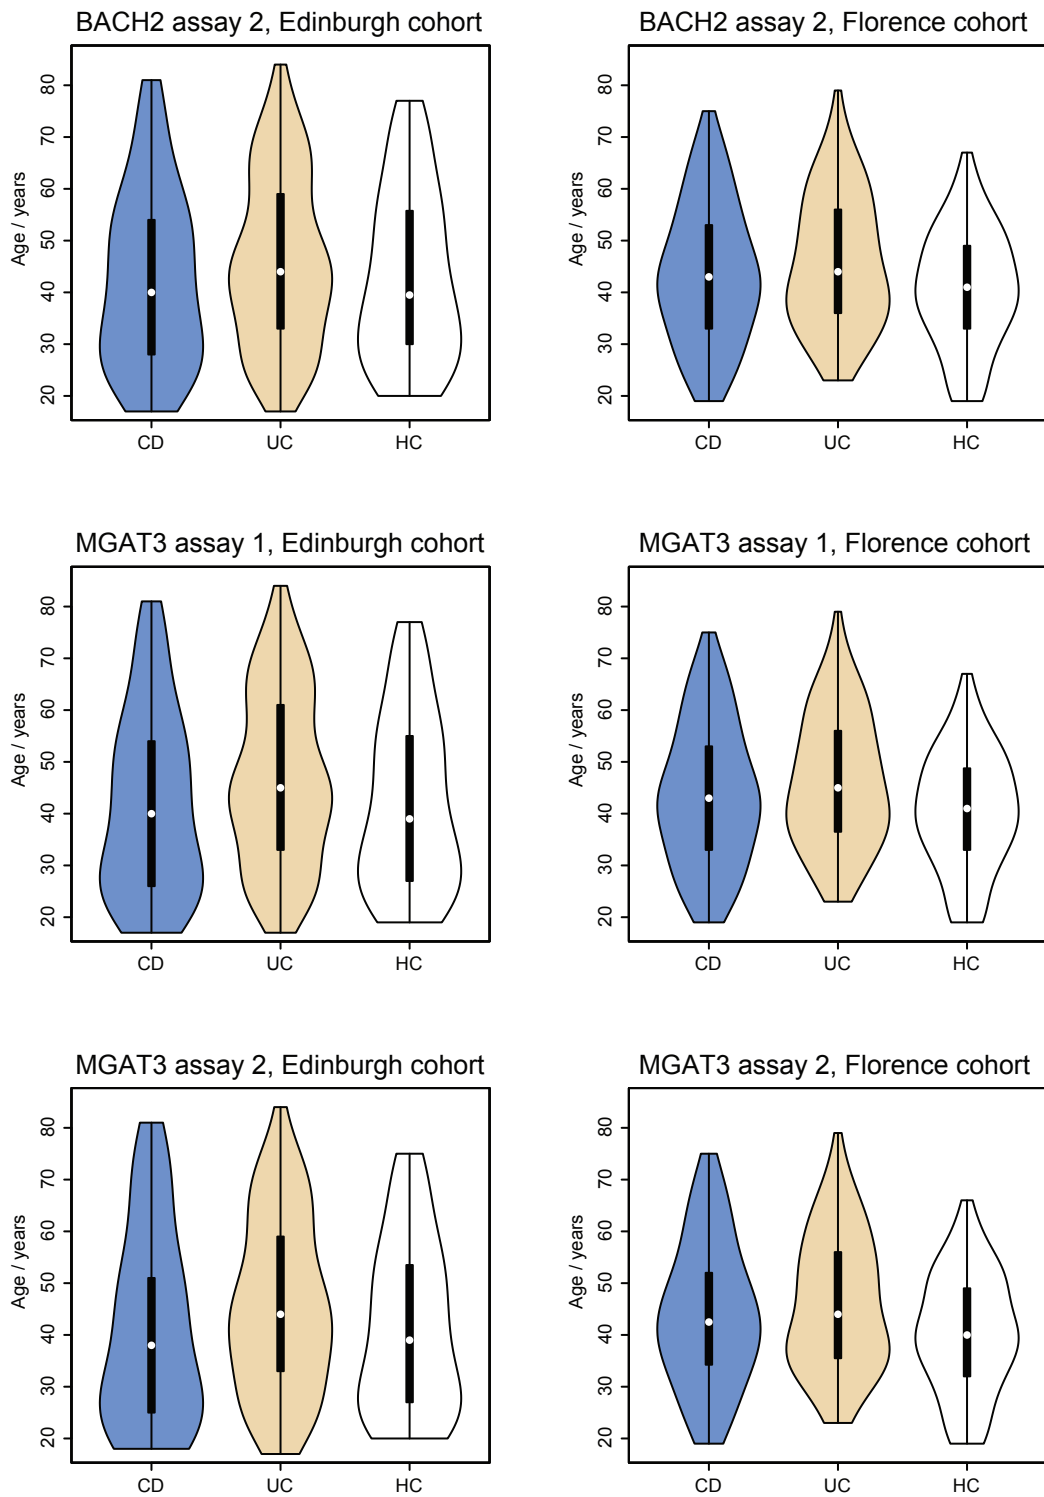 BACH2 assay 2, Edinburgh cohort
Age / years
80
70
60
50
40
30
20
CD UC HC
BACH2 assay 2, Florence cohort
Age / years
80
70
60
50
40
30
20
CD UC HC
MGAT3 assay 1, Edinburgh cohort
Age / years
80
70
60
50
40
30
20
CD UC HC
MGAT3 assay 1, Florence cohort
Age / years
80
70
60
50
40
30
20
CD UC HC
MGAT3 assay 2, Edinburgh cohort
Age / years
80
70
60
50
40
30
20
CD UC HC
MGAT3 assay 2, Florence cohort
Age / years
80
70
60
50
40
30
20
CD UC HC